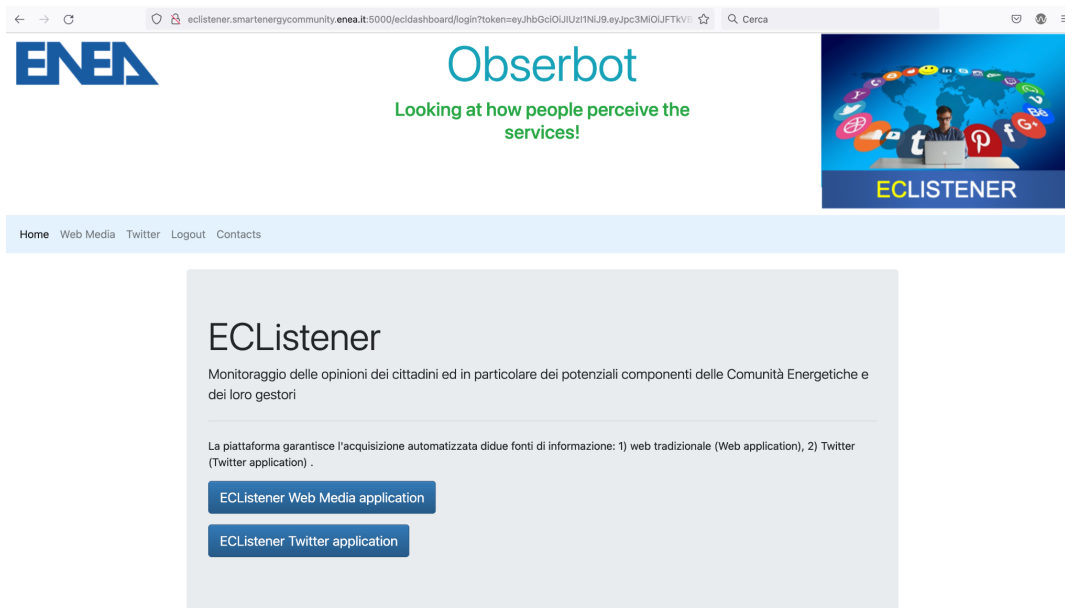 eclistener.smartenergycommunity.enea.it:5000/ecldashboard/login?token=eyJhbGciOiJIUzI1NiJ9.eyJpc3MiOiJFTkVB
Cerca
ENEA
Obserbot
Looking at how people perceive the
services!
ECLISTENER
Home Web Media Twitter Logout Contacts
ECListener
Monitoraggio delle opinioni dei cittadini ed in particolare dei potenziali componenti delle Comunità Energetiche e
dei loro gestori
La piattaforma garantisce l'acquisizione automatizzata didue fonti di informazione: 1) web tradizionale (Web application), 2) Twitter
(Twitter application) .
ECListener Web Media application
ECListener Twitter application